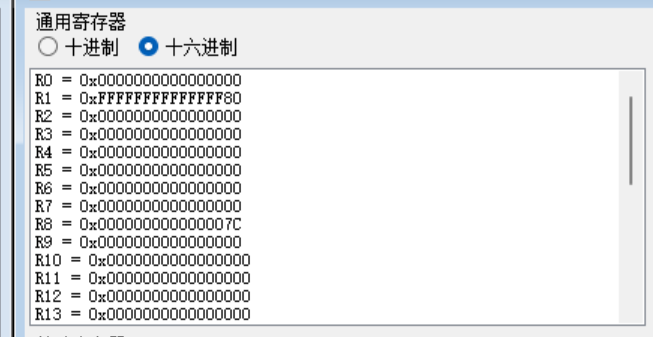 通用寄存器
十进制 十六进制
R0 = 0x0000000000000000
R1 = 0xFFFFFFFFFFFFFF80
R2 = 0x0000000000000000
R3 = 0x0000000000000000
R4 = 0x0000000000000000
R5 = 0x0000000000000000
R6 = 0x0000000000000000
R7 = 0x0000000000000000
R8 = 0x000000000000007C
R9 = 0x0000000000000000
R10 = 0x0000000000000000
R11 = 0x0000000000000000
R12 = 0x0000000000000000
R13 = 0x0000000000000000